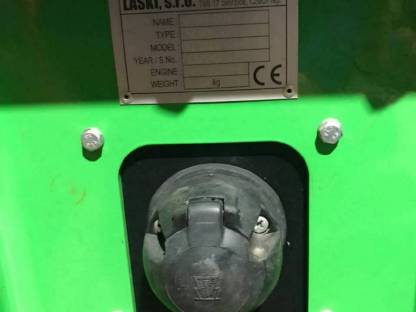 LASKI, s.r.o.
NAME
TYPE
MODEL
YEAR / S.No.
ENGINE
WEIGHT kg
CE